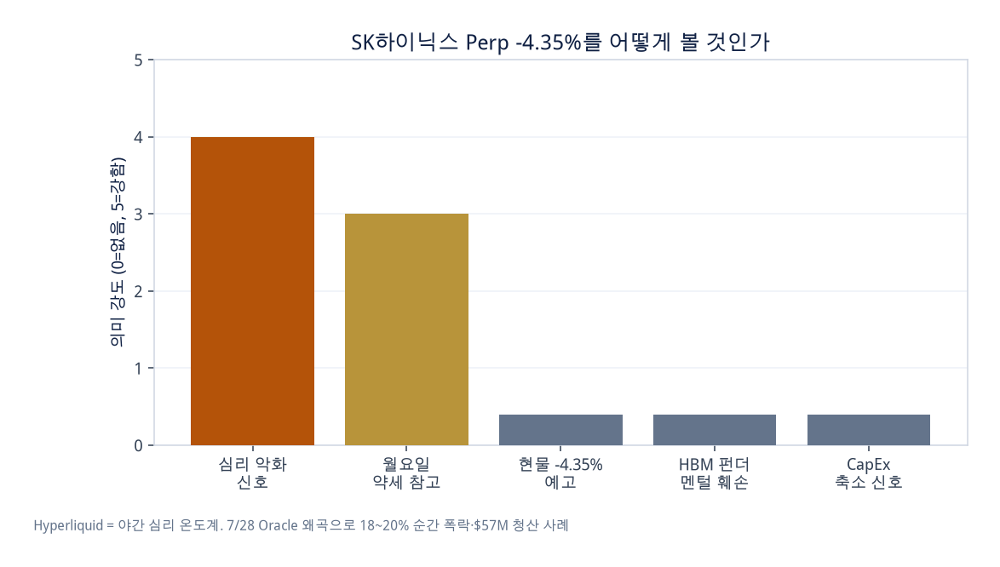 SK하이닉스 Perp -4.35%를 어떻게 볼 것인가
의미 강도 (0=없음, 5=강함)
5
4
3
2
1
0
심리 악화
신호
월요일
약세 참고
현물 -4.35%
예고
HBM 펀더
멘털 훼손
CapEx
축소 신호
Hyperliquid = 야간 심리 온도계. 7/28 Oracle 왜곡으로 18~20% 순간 폭락·$57M 청산 사례